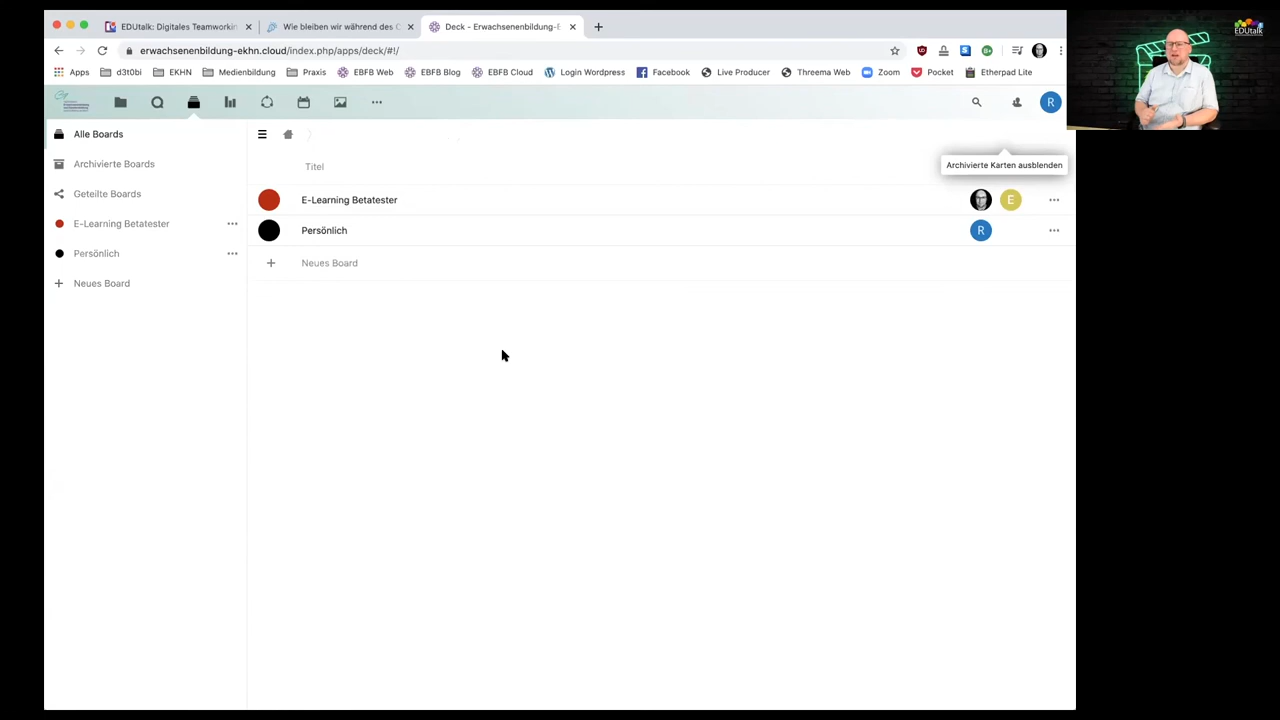 EDUtalk: Digitales Teamworkin
Wie bleiben wir während des C
Deck - Erwachsenenbildung-E
erwachsenenbildung-ekhn.cloud/index.php/apps/deck/#!/
Apps d3t0bi EKHN Medienbildung Praxis EBFB Web EBFB Blog EBFB Cloud Login Wordpress Facebook Live Producer Threema Web Zoom Pocket Etherpad Lite
EDUtalk
R
Alle Boards
Archivierte Boards
Geteilte Boards
E-Learning Betatester
Persönlich
Neues Board
Archivierte Karten ausblenden
Titel
E-Learning Betatester E
Persönlich R
Neues Board